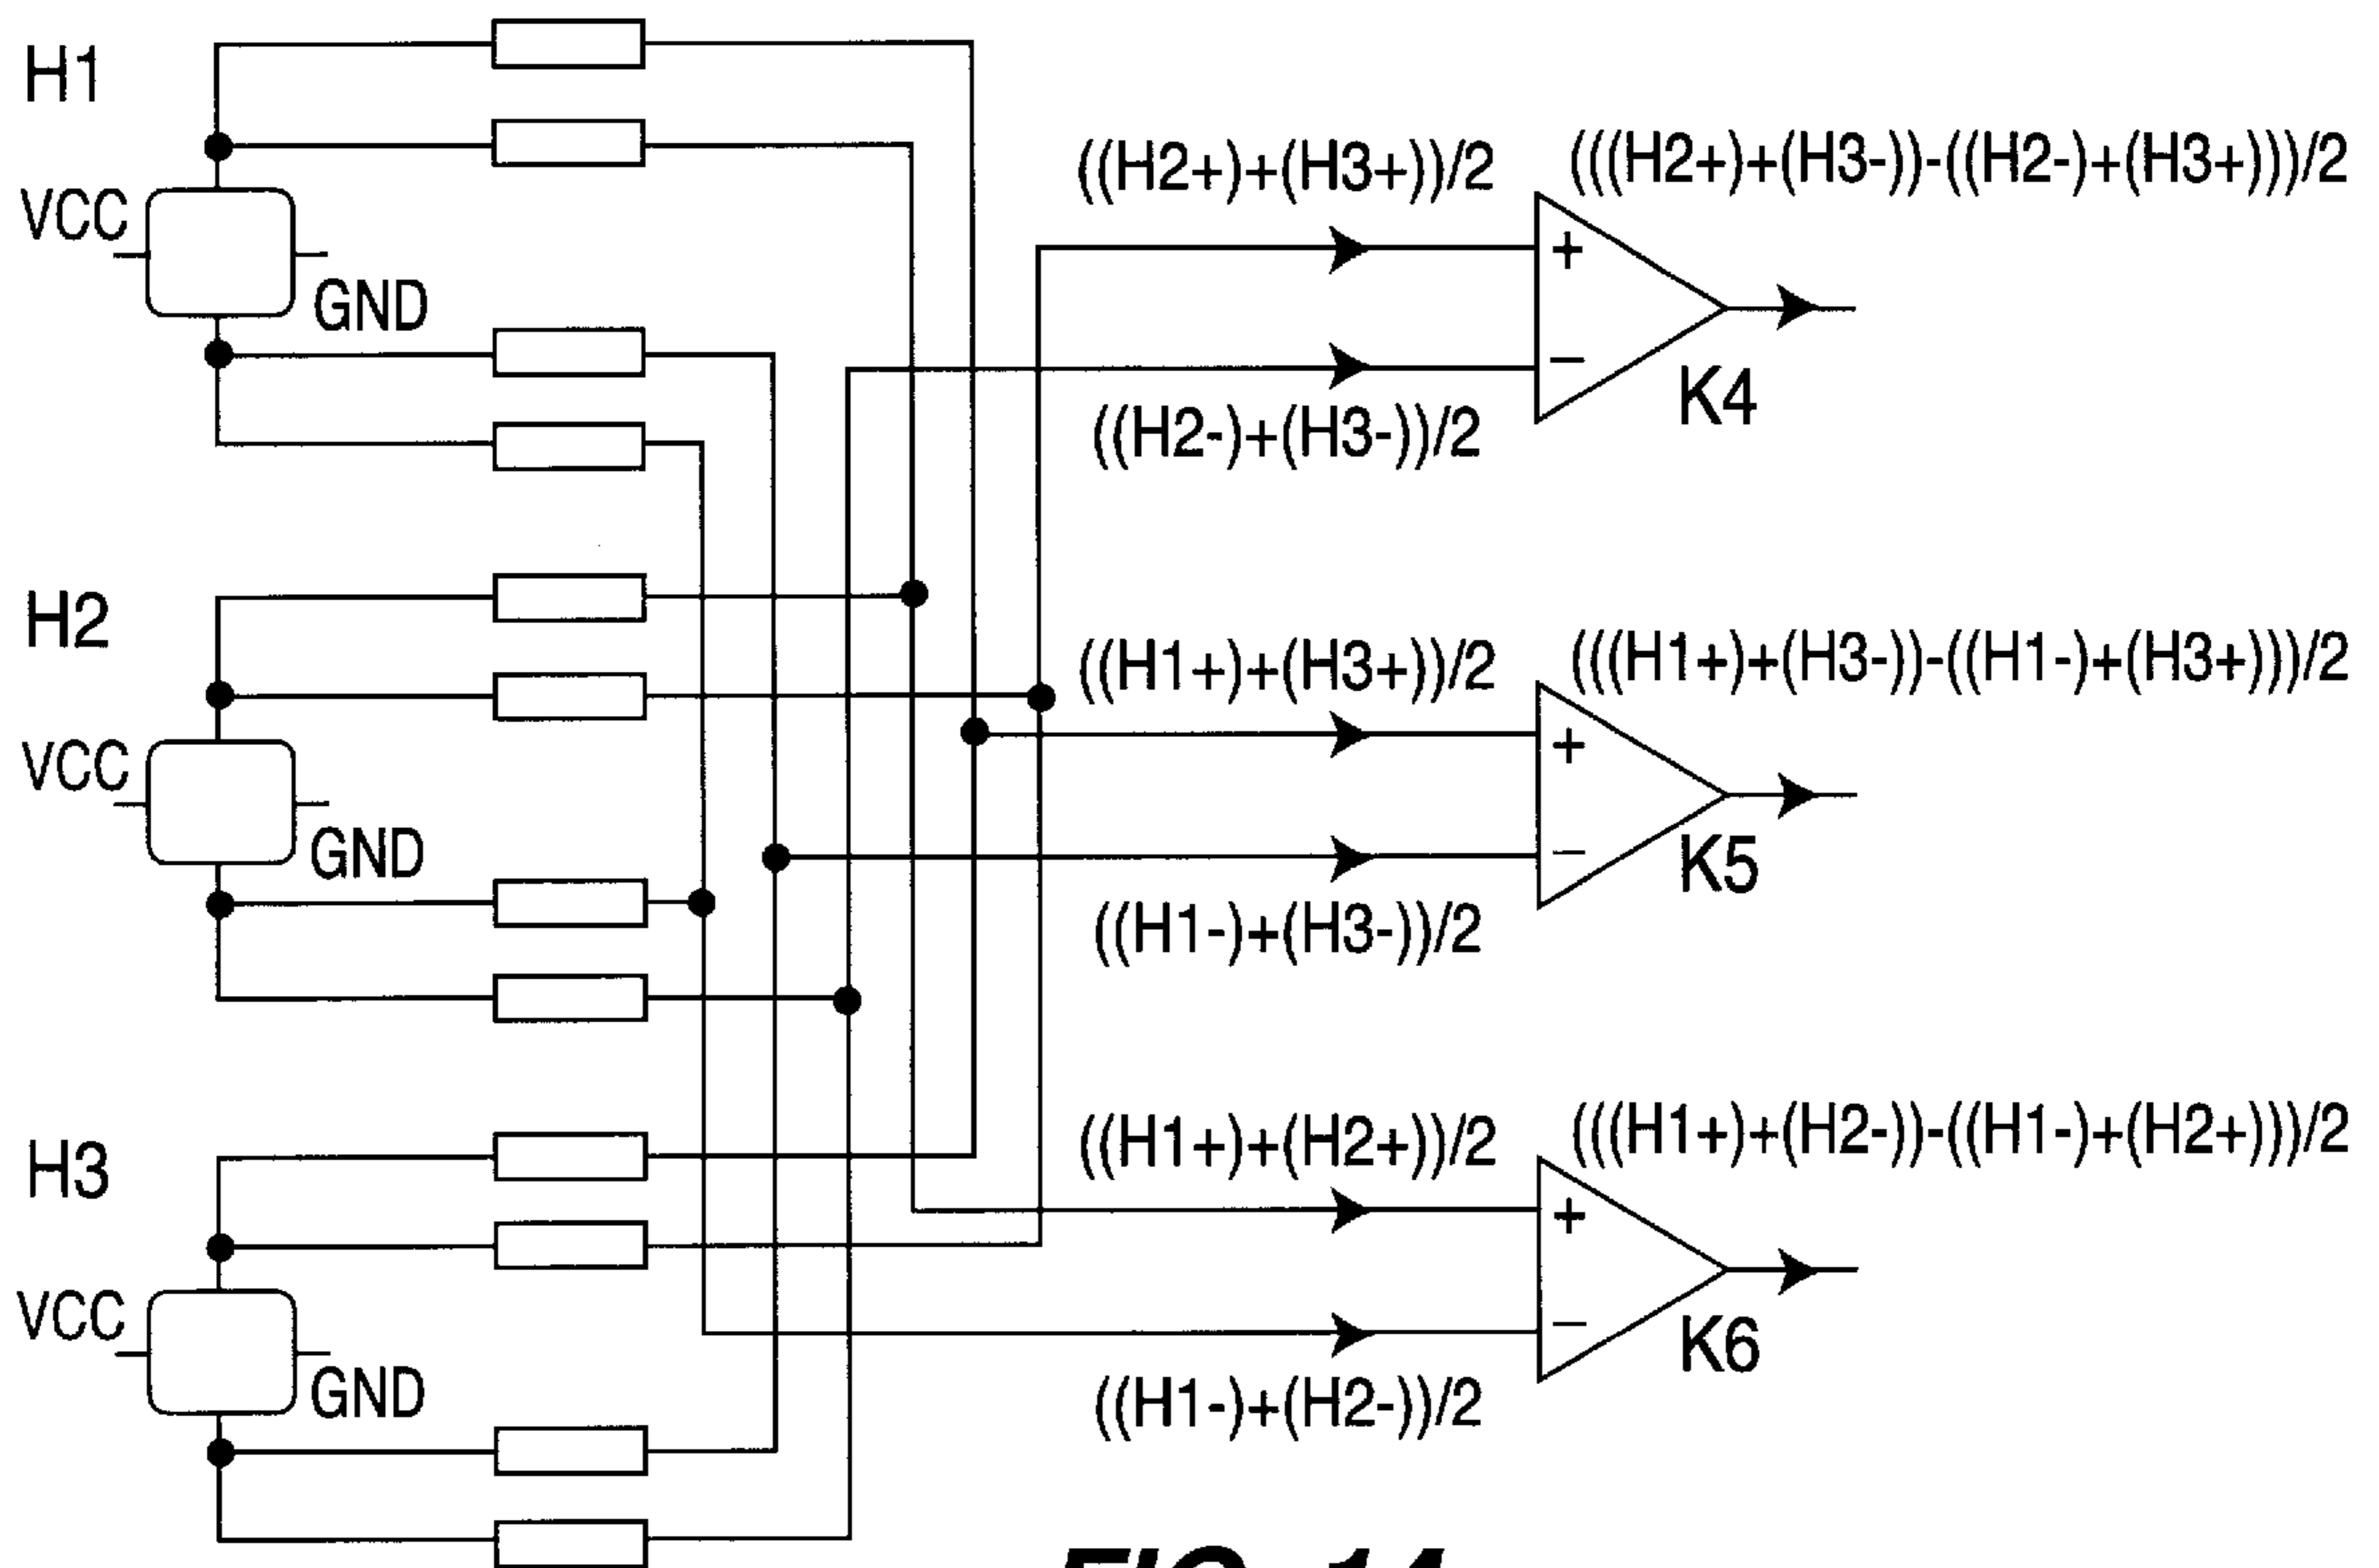 H1
VCC
GND
((H2+)+(H3+))/2
(((H2+)+(H3-))-((H2-)+(H3+)))/2
+
−
K4
((H2-)+(H3-))/2
H2
VCC
GND
((H1+)+(H3+))/2
(((H1+)+(H3-))-((H1-)+(H3+)))/2
+
−
K5
((H1-)+(H3-))/2
H3
VCC
GND
((H1+)+(H2+))/2
(((H1+)+(H2-))-((H1-)+(H2+)))/2
+
−
K6
((H1-)+(H2-))/2